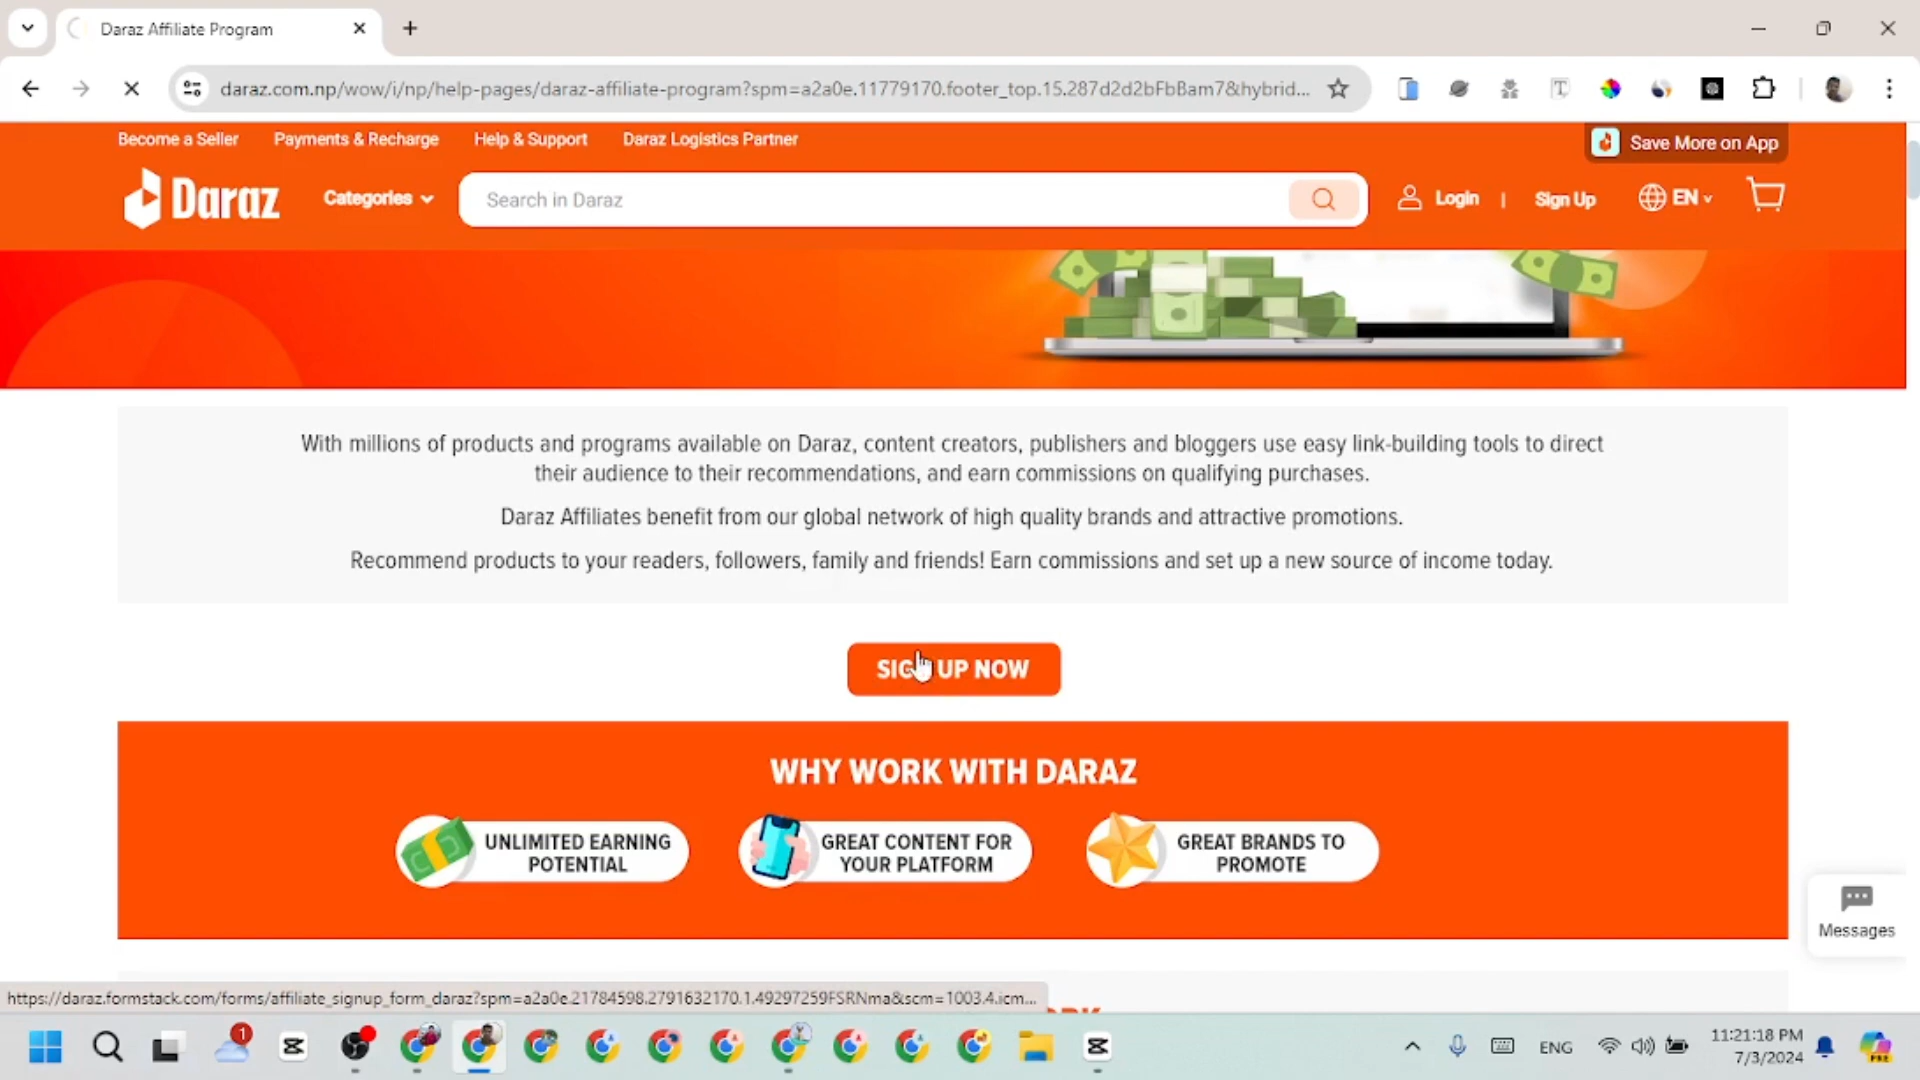 Daraz Affiliate Program
daraz.com.np/wow/i/np/help-pages/daraz-affiliate-program?spm=a2a0e.11779170.footer_top.15.287d2d2bFbBam7&hybrid...
Become a Seller
Payments & Recharge
Help & Support
Daraz Logistics Partner
Save More on App
Daraz
Categories
Search in Daraz
Login | Sign Up
EN
With millions of products and programs available on Daraz, content creators, publishers and bloggers use easy link-building tools to direct
their audience to their recommendations, and earn commissions on qualifying purchases.
Daraz Affiliates benefit from our global network of high quality brands and attractive promotions.
Recommend products to your readers, followers, family and friends! Earn commissions and set up a new source of income today.
SIGN UP NOW
WHY WORK WITH DARAZ
UNLIMITED EARNING
POTENTIAL
GREAT CONTENT FOR
YOUR PLATFORM
GREAT BRANDS TO
PROMOTE
Messages
https://daraz.formstack.com/forms/affiliate_signup_form_daraz?spm=a2a0e.21784598.2791632170.1.49297259FSRNma&scm=1003.4.icm...
1
ENG
11:21:18 PM
7/3/2024
PRE